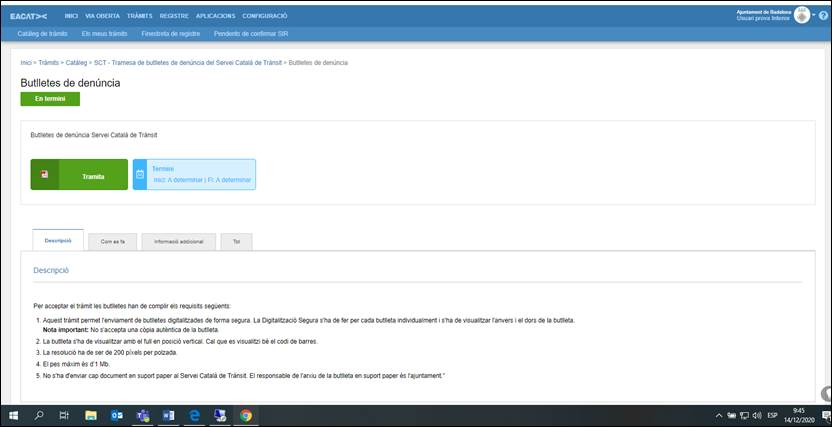 EACAT INICI VIA OBERTA TRÀMITS REGISTRE APLICACIONS CONFIGURACIÓ
Ajuntament de Badalona
Usuari prova Interior
Catàleg de tràmits Els meus tràmits Finestreta de registre Pendents de confirmar SIR
Inici > Tràmits > Catàleg > SCT - Tramesa de butlletes de denúncia del Servei Català de Trànsit > Butlletes de denúncia
Butlletes de denúncia
En termini
Butlletes de denúncia Servei Català de Trànsit
Tramita
Termini
Inici: A determinar | Fi: A determinar
Descripció Com es fa Informació addicional Tot
Descripció
Per acceptar el tràmit les butlletes han de complir els requisits següents:
1. Aquest tràmit permet l'enviament de butlletes digitalitzades de forma segura. La Digitalització Segura s'ha de fer per cada butlleta individualment i s'ha de visualitzar l'anvers i el dors de la butlleta.
Nota important: No s'accepta una còpia autèntica de la butlleta.
2. La butlleta s'ha de visualitzar amb el full en posició vertical. Cal que es visualitzi bé el codi de barres.
3. La resolució ha de ser de 200 píxels per polzada.
4. El pes màxim és d'1 Mb.
5. No s'ha d'enviar cap document en suport paper al Servei Català de Trànsit. El responsable de l'arxiu de la butlleta en suport paper és l'ajuntament."
ESP
9:45
14/12/2020